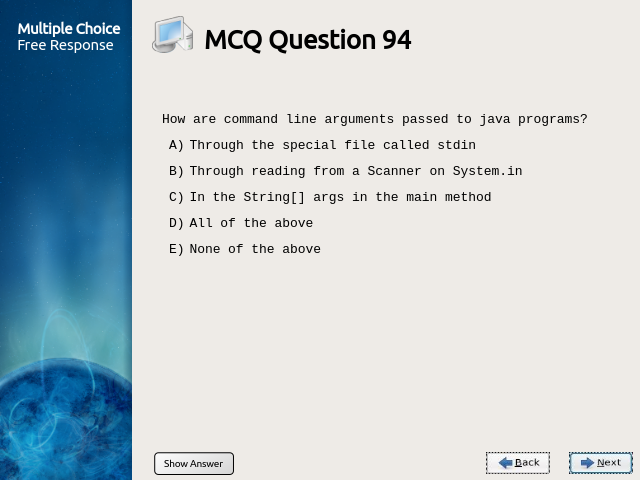 Multiple Choice
Free Response
MCQ Question 94
How are command line arguments passed to java programs?
A) Through the special file called stdin
B) Through reading from a Scanner on System.in
C) In the String[] args in the main method
D) All of the above
E) None of the above
Show Answer
Back
Next